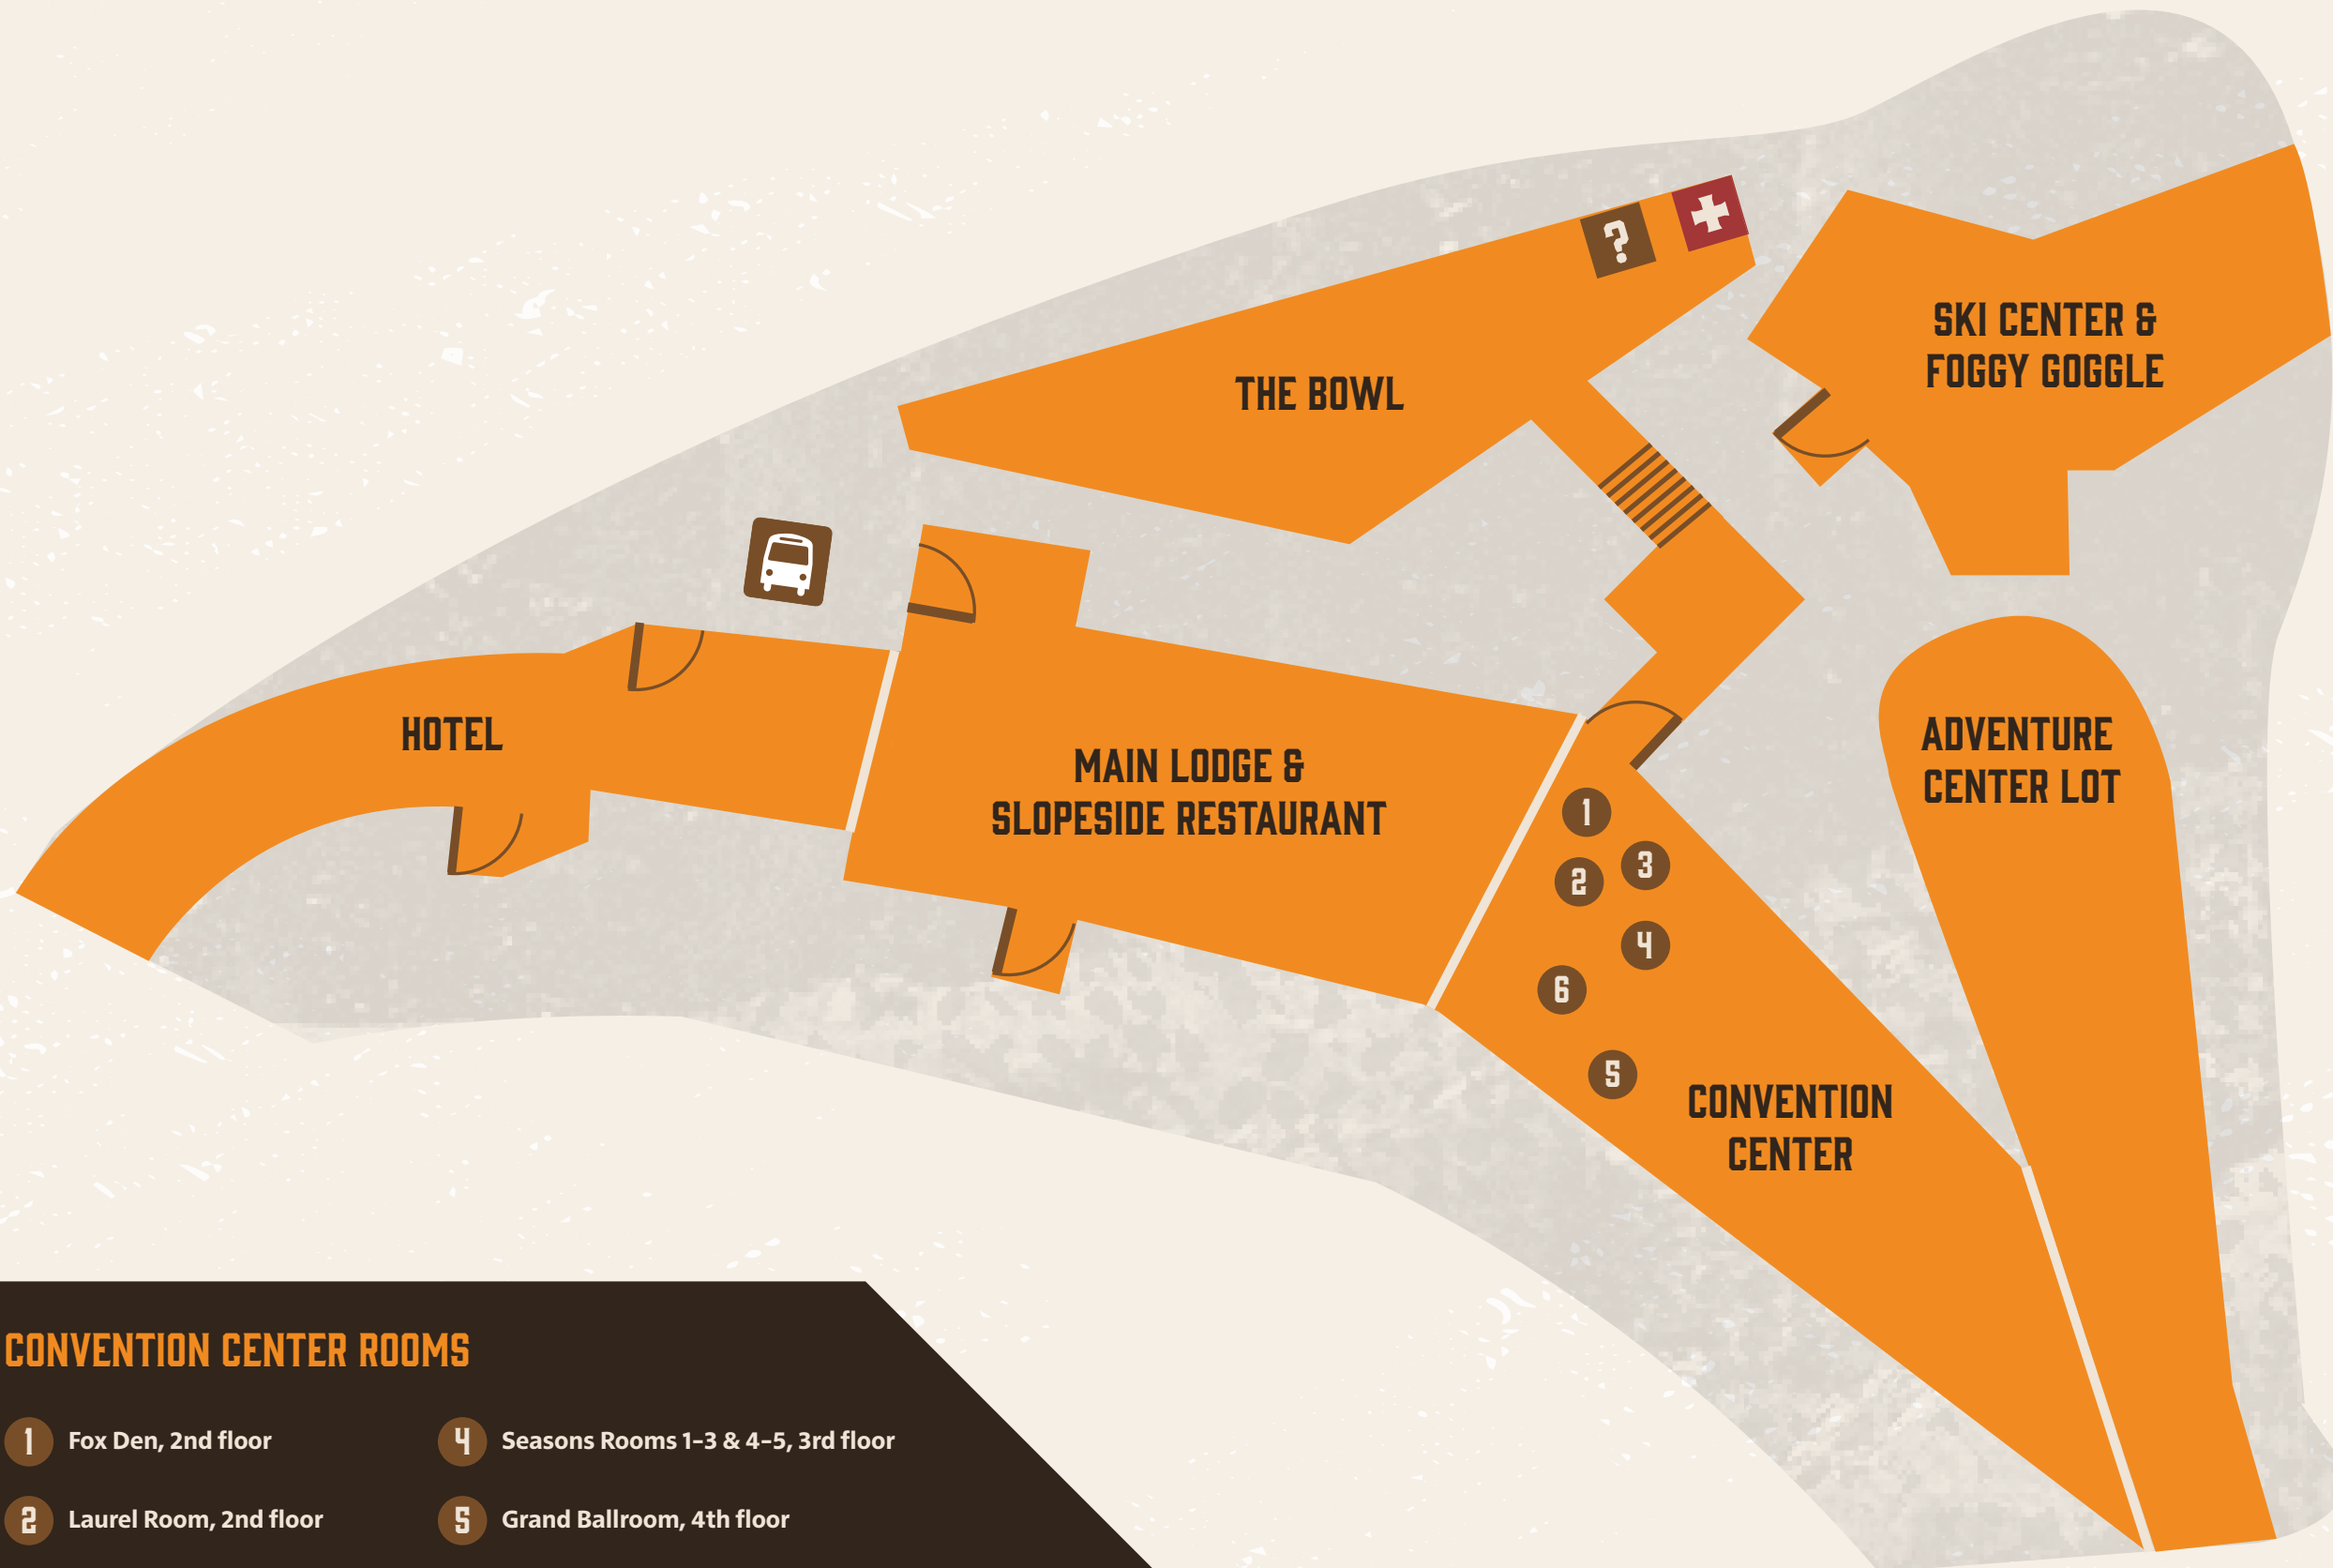 ?
SKI CENTER &
FOGGY GOGGLE
THE BOWL
HOTEL
MAIN LODGE &
SLOPESIDE RESTAURANT
ADVENTURE
CENTER LOT
1
2
3
4
6
5
CONVENTION
CENTER
CONVENTION CENTER ROOMS
1 Fox Den, 2nd floor
2 Laurel Room, 2nd floor
4 Seasons Rooms 1–3 & 4–5, 3rd floor
5 Grand Ballroom, 4th floor